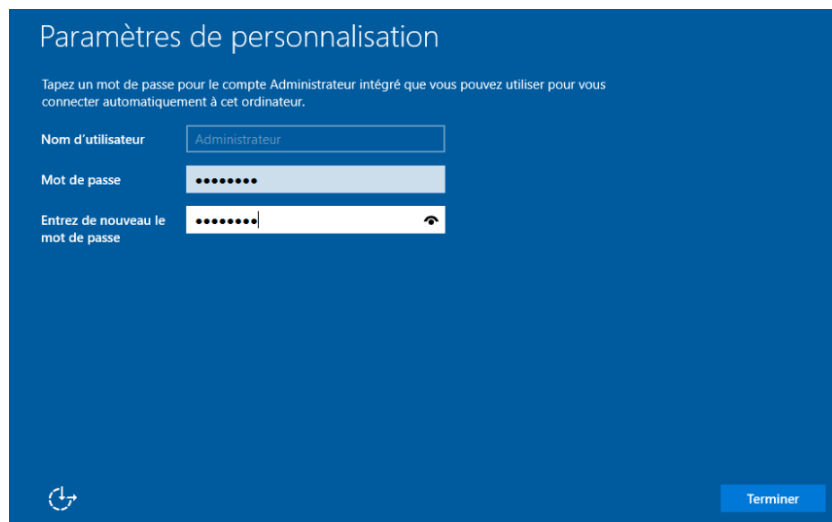 Paramètres de personnalisation
Tapez un mot de passe pour le compte Administrateur intégré que vous pouvez utiliser pour vous
connecter automatiquement à cet ordinateur.
Nom d'utilisateur
Administrateur
Mot de passe
••••••••
Entrez de nouveau le
mot de passe
••••••••
Terminer